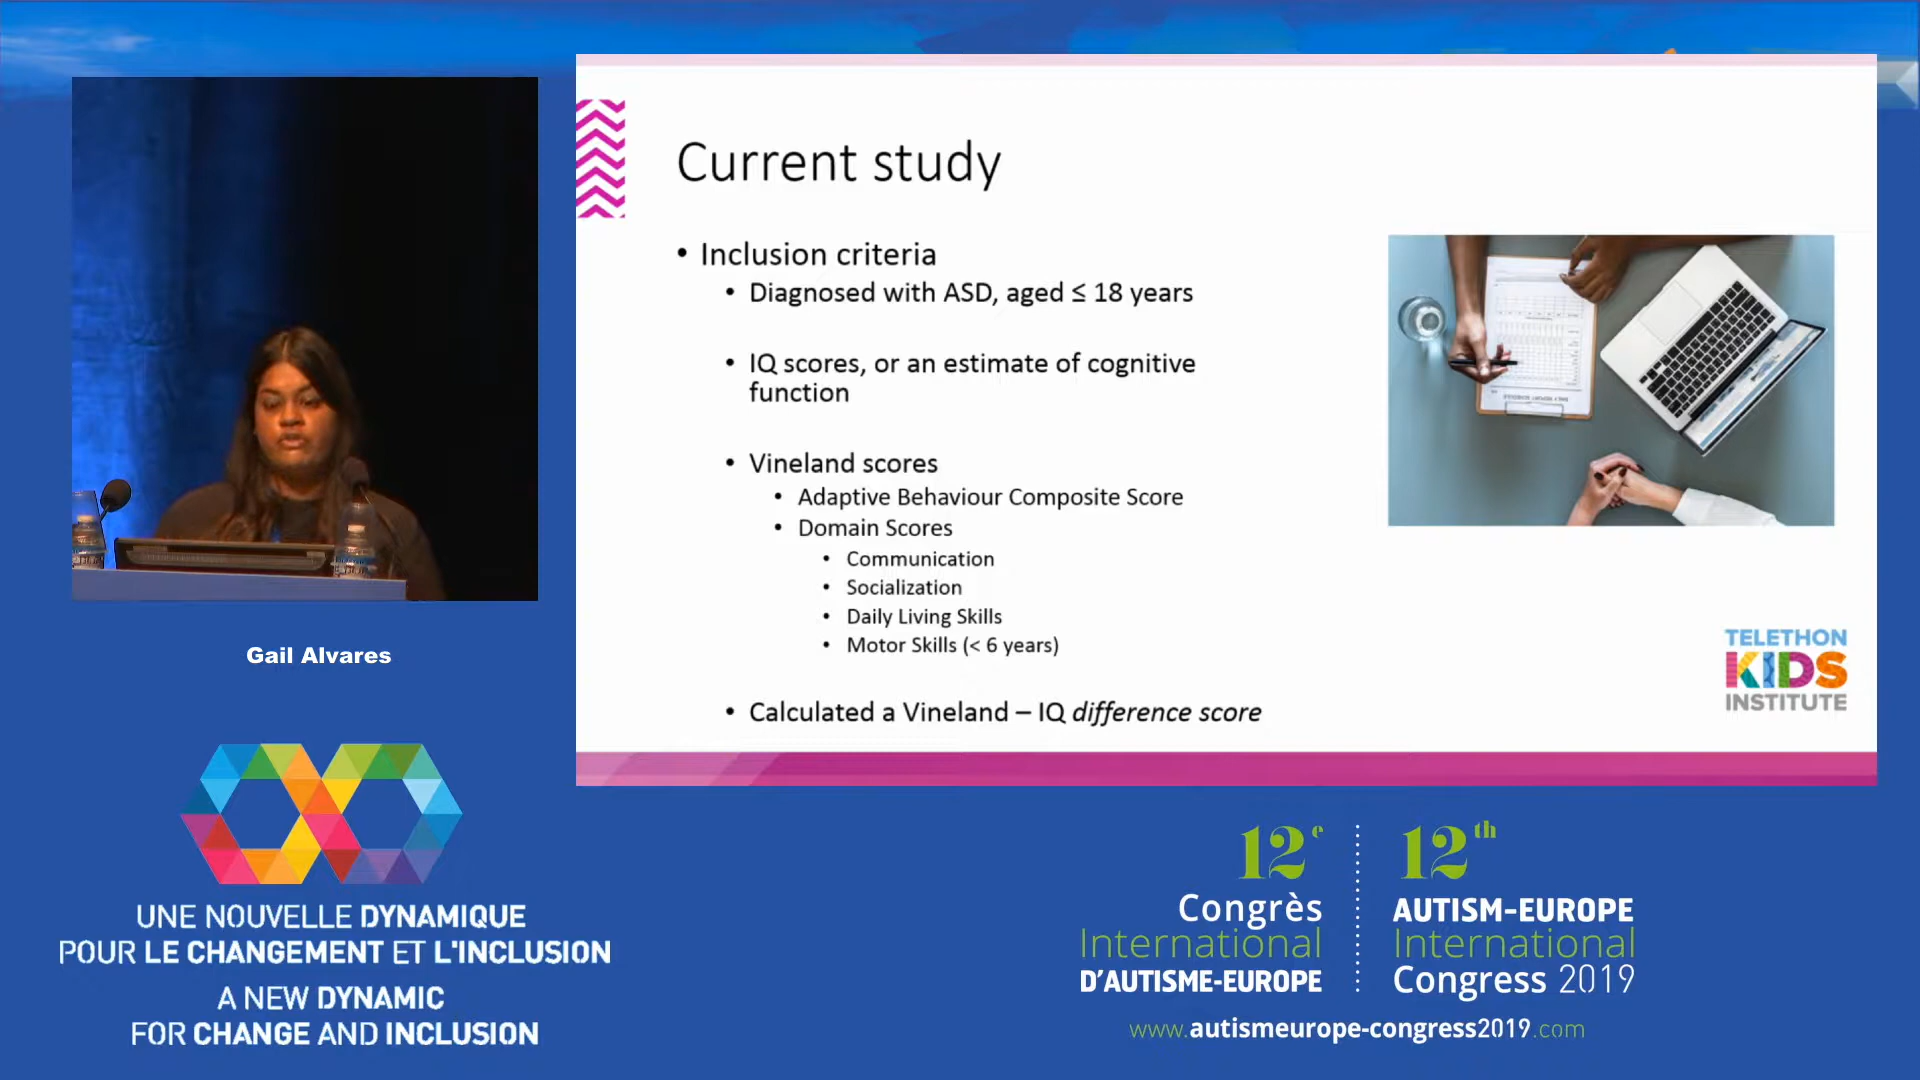 Current study
• Inclusion criteria
• Diagnosed with ASD, aged ≤ 18 years
• IQ scores, or an estimate of cognitive
function
• Vineland scores
• Adaptive Behaviour Composite Score
• Domain Scores
• Communication
• Socialization
• Daily Living Skills
• Motor Skills (< 6 years)
• Calculated a Vineland – IQ difference score
TELETHON
KIDS
INSTITUTE
Gail Alvares
UNE NOUVELLE DYNAMIQUE
POUR LE CHANGEMENT ET L'INCLUSION
A NEW DYNAMIC
FOR CHANGE AND INCLUSION
12e
Congrès
International
D'AUTISME-EUROPE
12th
AUTISM-EUROPE
International
Congress 2019
www.autismeurope-congress2019.com